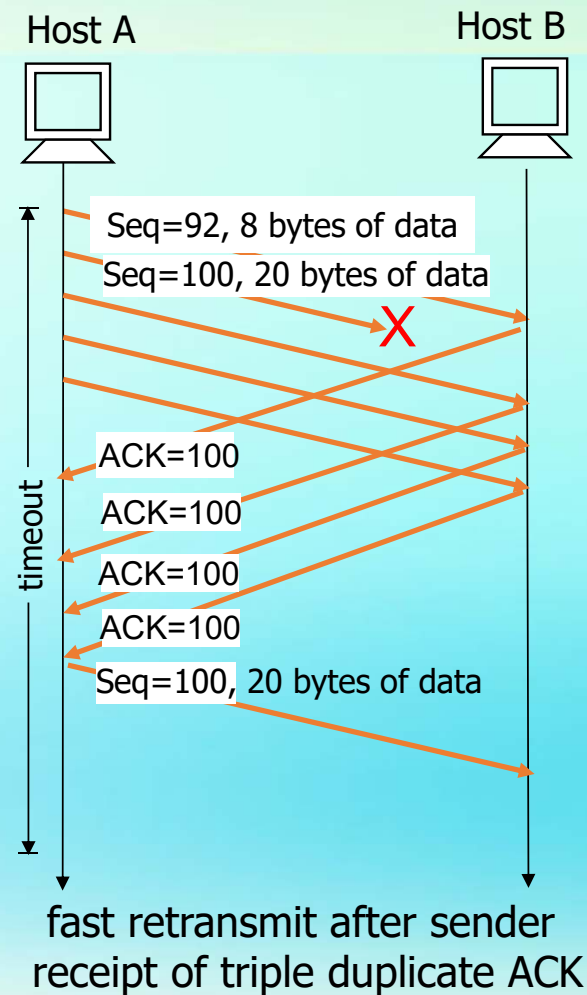 Host A
Host B
Seq=92, 8 bytes of data
Seq=100, 20 bytes of data
X
timeout
ACK=100
ACK=100
ACK=100
ACK=100
Seq=100, 20 bytes of data
fast retransmit after sender
receipt of triple duplicate ACK